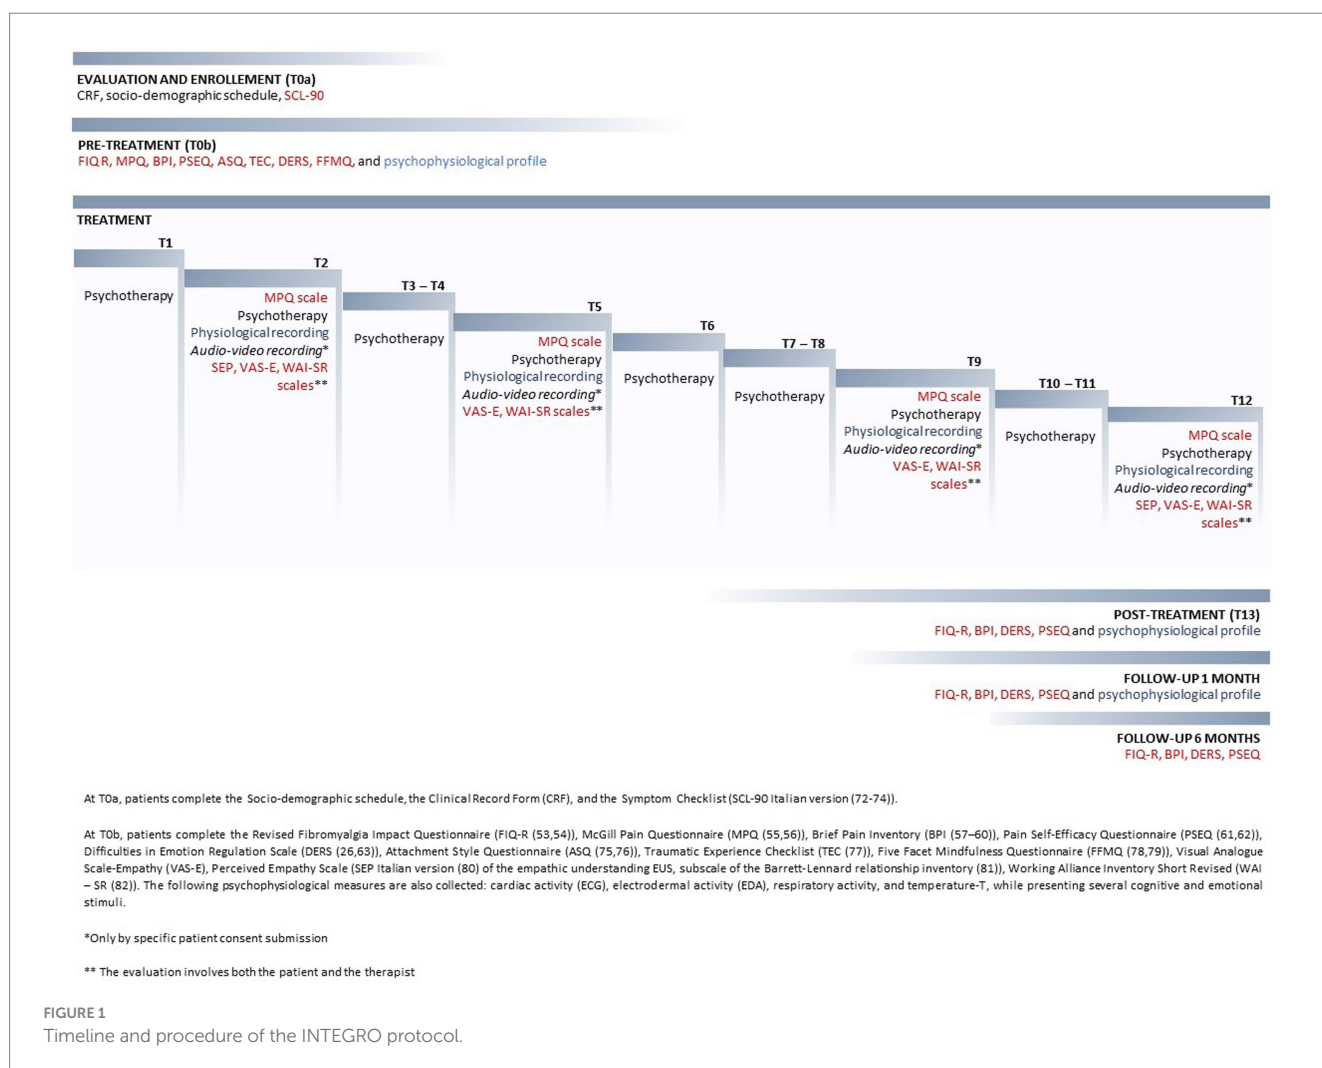 EVALUATION AND ENROLLEMENT (T0a)
CRF, socio-demographic schedule, SCL-90
PRE-TREATMENT (T0b)
FIQ R, MPQ, BPI, PSEQ, ASQ, TEC, DERS, FFMQ, and psychophysiological profile
TREATMENT
T1
Psychotherapy
T2
MPQ scale
Psychotherapy
Physiological recording
Audio-video recording*
SEP, VAS-E, WAI-SR
scales**
T3 – T4
Psychotherapy
T5
MPQ scale
Psychotherapy
Physiological recording
Audio-video recording*
VAS-E, WAI-SR scales**
T6
Psychotherapy
T7 – T8
Psychotherapy
T9
MPQ scale
Psychotherapy
Physiological recording
Audio-video recording*
VAS-E, WAI-SR
scales**
T10 – T11
Psychotherapy
T12
MPQ scale
Psychotherapy
Physiological recording
Audio-video recording*
SEP, VAS-E, WAI-SR
scales**
POST-TREATMENT (T13)
FIQ-R, BPI, DERS, PSEQ and psychophysiological profile
FOLLOW-UP 1 MONTH
FIQ-R, BPI, DERS, PSEQ and psychophysiological profile
FOLLOW-UP 6 MONTHS
FIQ-R, BPI, DERS, PSEQ
At T0a, patients complete the Socio-demographic schedule, the Clinical Record Form (CRF), and the Symptom Checklist (SCL-90 Italian version (72-74)).
At T0b, patients complete the Revised Fibromyalgia Impact Questionnaire (FIQ-R (53,54)), McGill Pain Questionnaire (MPQ (55,56)), Brief Pain Inventory (BPI (57–60)), Pain Self-Efficacy Questionnaire (PSEQ (61,62)),
Difficulties in Emotion Regulation Scale (DERS (26,63)), Attachment Style Questionnaire (ASQ (75,76)), Traumatic Experience Checklist (TEC (77)), Five Facet Mindfulness Questionnaire (FFMQ (78,79)), Visual Analogue
Scale-Empathy (VAS-E), Perceived Empathy Scale (SEP Italian version (80) of the empathic understanding EUS, subscale of the Barrett-Lennard relationship inventory (81)), Working Alliance Inventory Short Revised (WAI
– SR (82)). The following psychophysiological measures are also collected: cardiac activity (ECG), electrodermal activity (EDA), respiratory activity, and temperature-T, while presenting several cognitive and emotional
stimuli.
*Only by specific patient consent submission
** The evaluation involves both the patient and the therapist
FIGURE 1
Timeline and procedure of the INTEGRO protocol.